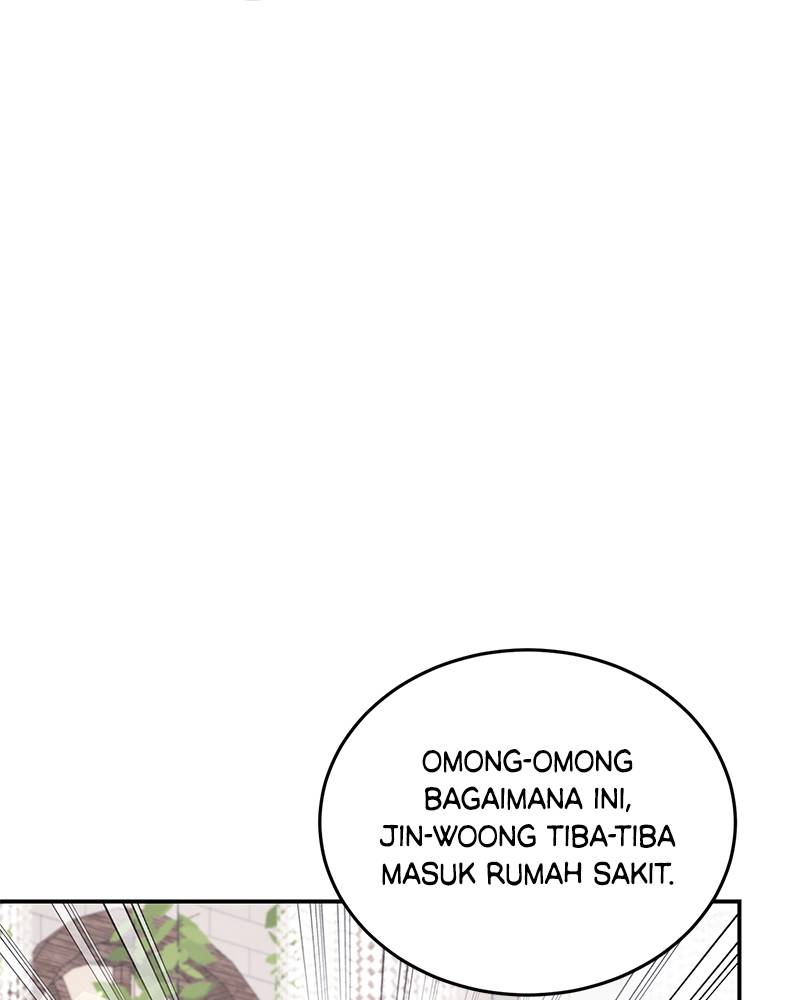 OMONG-OMONG
BAGAIMANA INI,
JIN-WOONG TIBA-TIBA
MASUK RUMAH SAKIT.